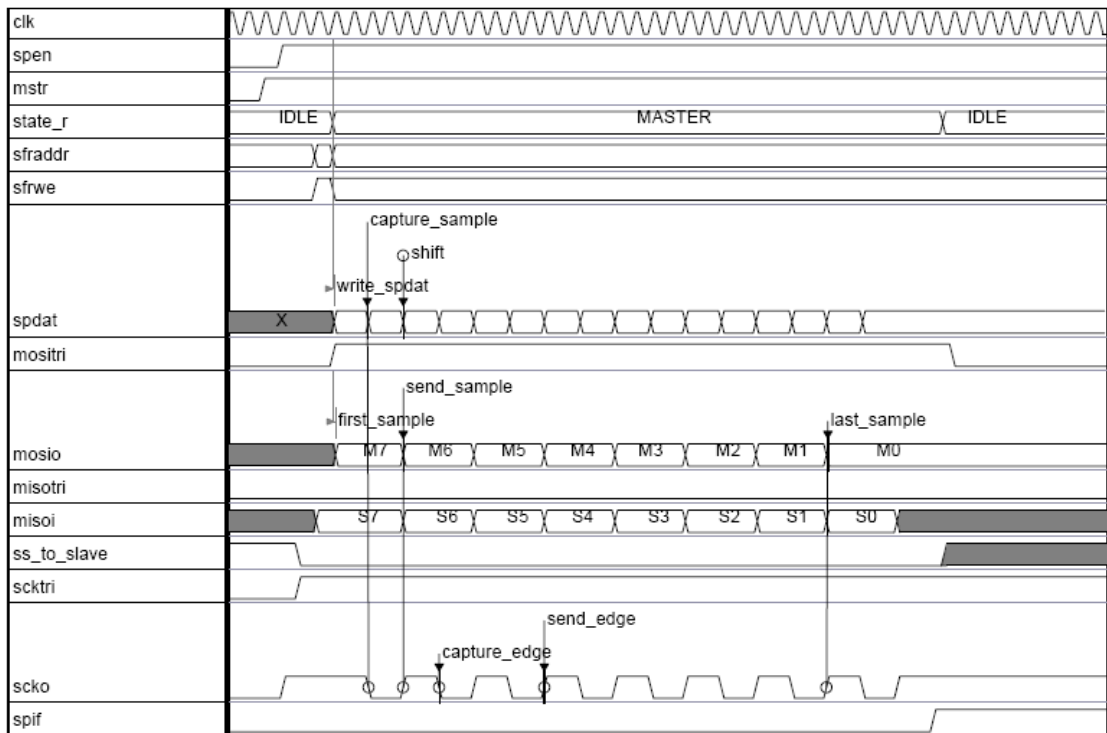 clk
spen
mstr
state_r IDLE MASTER IDLE
sfraddr
sfrwe
capture_sample
shift
write_spdat
spdat X
mositri
send_sample
first_sample last_sample
mosio M7 M6 M5 M4 M3 M2 M1 M0
misotri
misoi S7 S6 S5 S4 S3 S2 S1 S0
ss_to_slave
scktri
send_edge
capture_edge
scko
spif